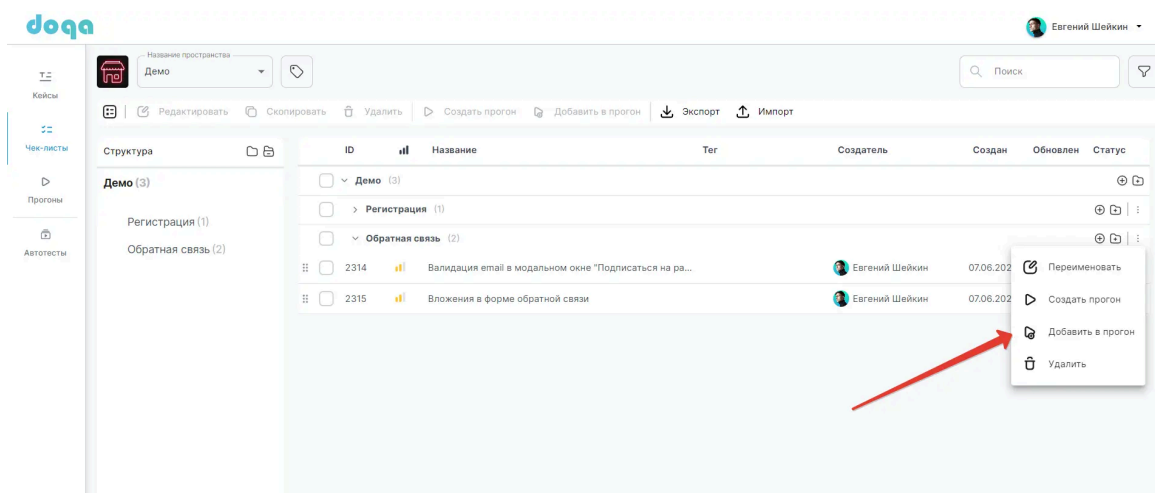 doqa
Евгений Шейкин
Название пространства
Демо
Поиск
Кейсы
Редактировать Скопировать Удалить Создать прогон Добавить в прогон Экспорт Импорт
Чек-листы
Структура
ID Название Тег Создатель Создан Обновлен Статус
Демо (3)
Демо (3)
Прогоны
Регистрация (1)
Регистрация (1)
Обратная связь (2)
Обратная связь (2)
Автотесты
2314 Валидация email в модальном окне "Подписаться на ра... Евгений Шейкин 07.06.202
Переименовать
2315 Вложения в форме обратной связи Евгений Шейкин 07.06.202
Создать прогон
Добавить в прогон
Удалить